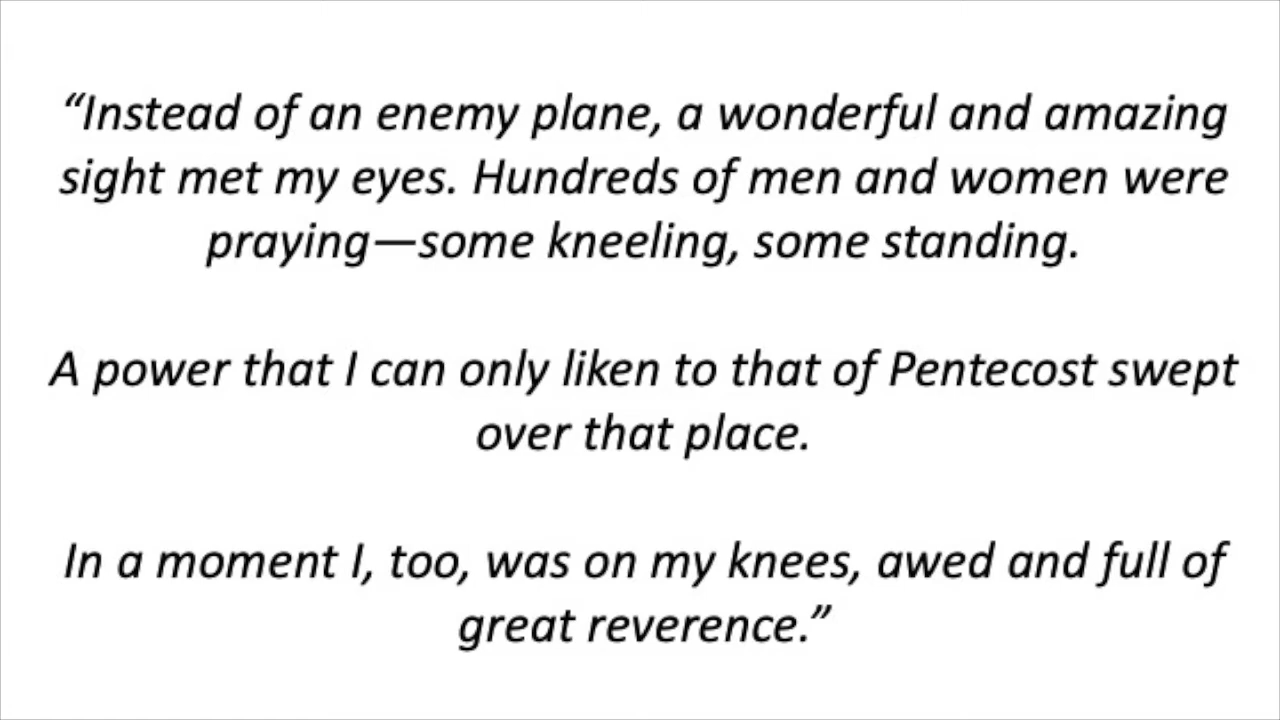 “Instead of an enemy plane, a wonderful and amazing
sight met my eyes. Hundreds of men and women were
praying—some kneeling, some standing.
A power that I can only liken to that of Pentecost swept
over that place.
In a moment I, too, was on my knees, awed and full of
great reverence.”